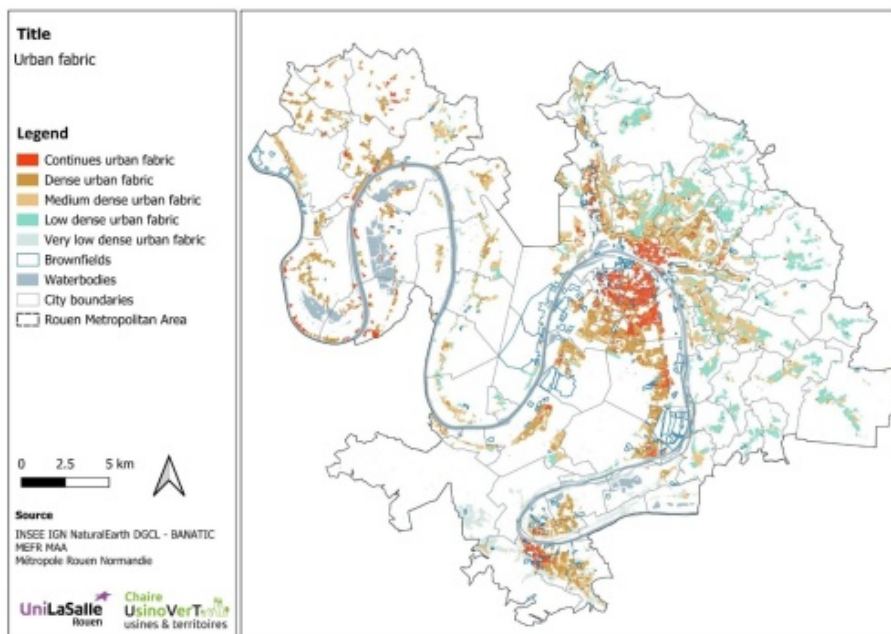 Title
Urban fabric
Legend
Continues urban fabric
Dense urban fabric
Medium dense urban fabric
Low dense urban fabric
Very low dense urban fabric
Brownfields
Waterbodies
City boundaries
Rouen Metropolitan Area
0 2.5 5 km
Source
INSEE IGN NaturalEarth DGCL - BANATIC
MEFR MAA
Métropole Rouen Normandie
UniLaSalle
Rouen
Chaire
UsinoVerT
usines & territoires